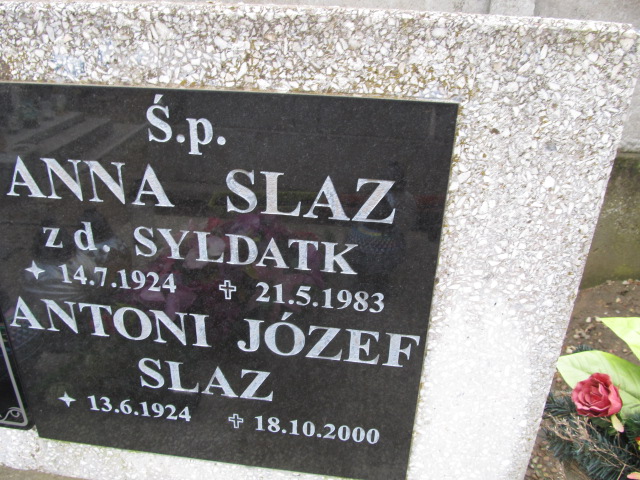 Ś.p.
ANNA SLAZ
z d. SYLDATK
14.7.1924 21.5.1983
ANTONI JÓZEF
SLAZ
13.6.1924 18.10.2000